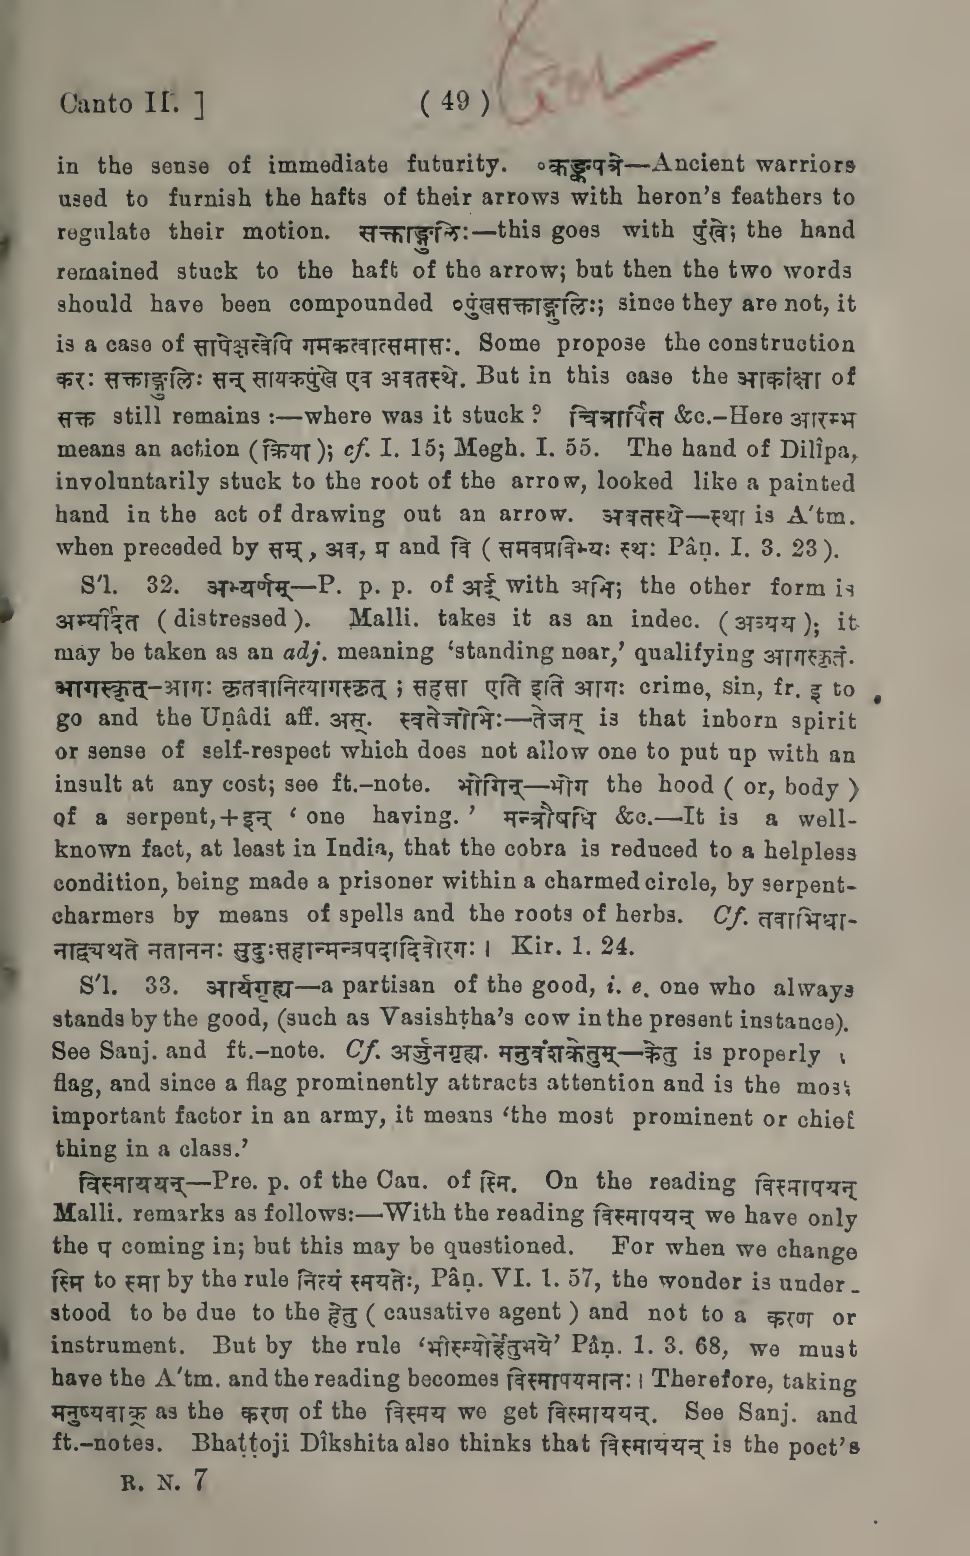 Canto II. ] ( 49 )
in the sense of immediate futurity. ०कङ्कपत्रे—Ancient warriors
used to furnish the hafts of their arrows with heron's feathers to
regulate their motion. सक्ताङ्गुलिः—this goes with पुंखे; the hand
remained stuck to the haft of the arrow; but then the two words
should have been compounded ०पुंखसक्ताङ्गुलिः; since they are not, it
is a case of सापेक्षत्वेपि गमकत्वात्समासः. Some propose the construction
करः सक्ताङ्गुलिः सन् सायकपुंखे एव अवतस्थे. But in this case the आकांक्षा of
सक्त still remains :—where was it stuck ? चित्रार्पित &c.-Here आरम्भ
means an action (क्रिया); cf. I. 15; Megh. I. 55. The hand of Dilîpa,
involuntarily stuck to the root of the arrow, looked like a painted
hand in the act of drawing out an arrow. अवतस्थे—स्था is A'tm.
when preceded by सम्, अव, प्र and वि ( समवप्रविभ्यः स्थः Pâṇ. I. 3. 23 ).
S'l. 32. अभ्यर्णम्—P. p. p. of अर्द् with अभि; the other form is
अभ्यर्दित ( distressed ). Malli. takes it as an indec. (अव्यय); it
may be taken as an adj. meaning 'standing near,' qualifying आगस्कृतं.
आगस्कृत्-आगः कृतवानित्यागस्कृत् ; सहसा एति इति आगः crime, sin, fr. इ to
go and the Uṇâdi aff. अस्. स्वतेजोभिः—तेजस् is that inborn spirit
or sense of self-respect which does not allow one to put up with an
insult at any cost; see ft.-note. भोगिन्—भोग the hood ( or, body )
of a serpent,+इन् ' one having. ' मन्त्रौषधि &c.—It is a well-
known fact, at least in India, that the cobra is reduced to a helpless
condition, being made a prisoner within a charmed circle, by serpent-
charmers by means of spells and the roots of herbs. Cf. तवाभिधा-
नाद्व्यथते नताननः सुदुःसहान्मन्त्रपदादिवोरगः । Kir. 1. 24.
S'l. 33. आर्यगृह्य—a partisan of the good, i. e. one who always
stands by the good, (such as Vasishṭha's cow in the present instance).
See Sanj. and ft.-note. Cf. अर्जुनगृह्य. मनुवंशकेतुम्—केतु is properly
flag, and since a flag prominently attracts attention and is the most
important factor in an army, it means 'the most prominent or chief
thing in a class.'
विस्माययन्—Pre. p. of the Cau. of स्मि. On the reading विस्मापयन्
Malli. remarks as follows:—With the reading विस्मापयन् we have only
the प coming in; but this may be questioned. For when we change
स्मि to स्मा by the rule नित्यं स्मयतेः, Pâṇ. VI. 1. 57, the wonder is under-
stood to be due to the हेतु ( causative agent ) and not to a करण or
instrument. But by the rule 'भीस्म्योर्हेतुभये' Pâṇ. 1. 3. 68, we must
have the A'tm. and the reading becomes विस्मापयमानः। Therefore, taking
मनुष्यवाक् as the करण of the विस्मय we get विस्माययन्. See Sanj. and
ft.-notes. Bhaṭṭoji Dîkshita also thinks that विस्माययन् is the poet's
R. N. 7